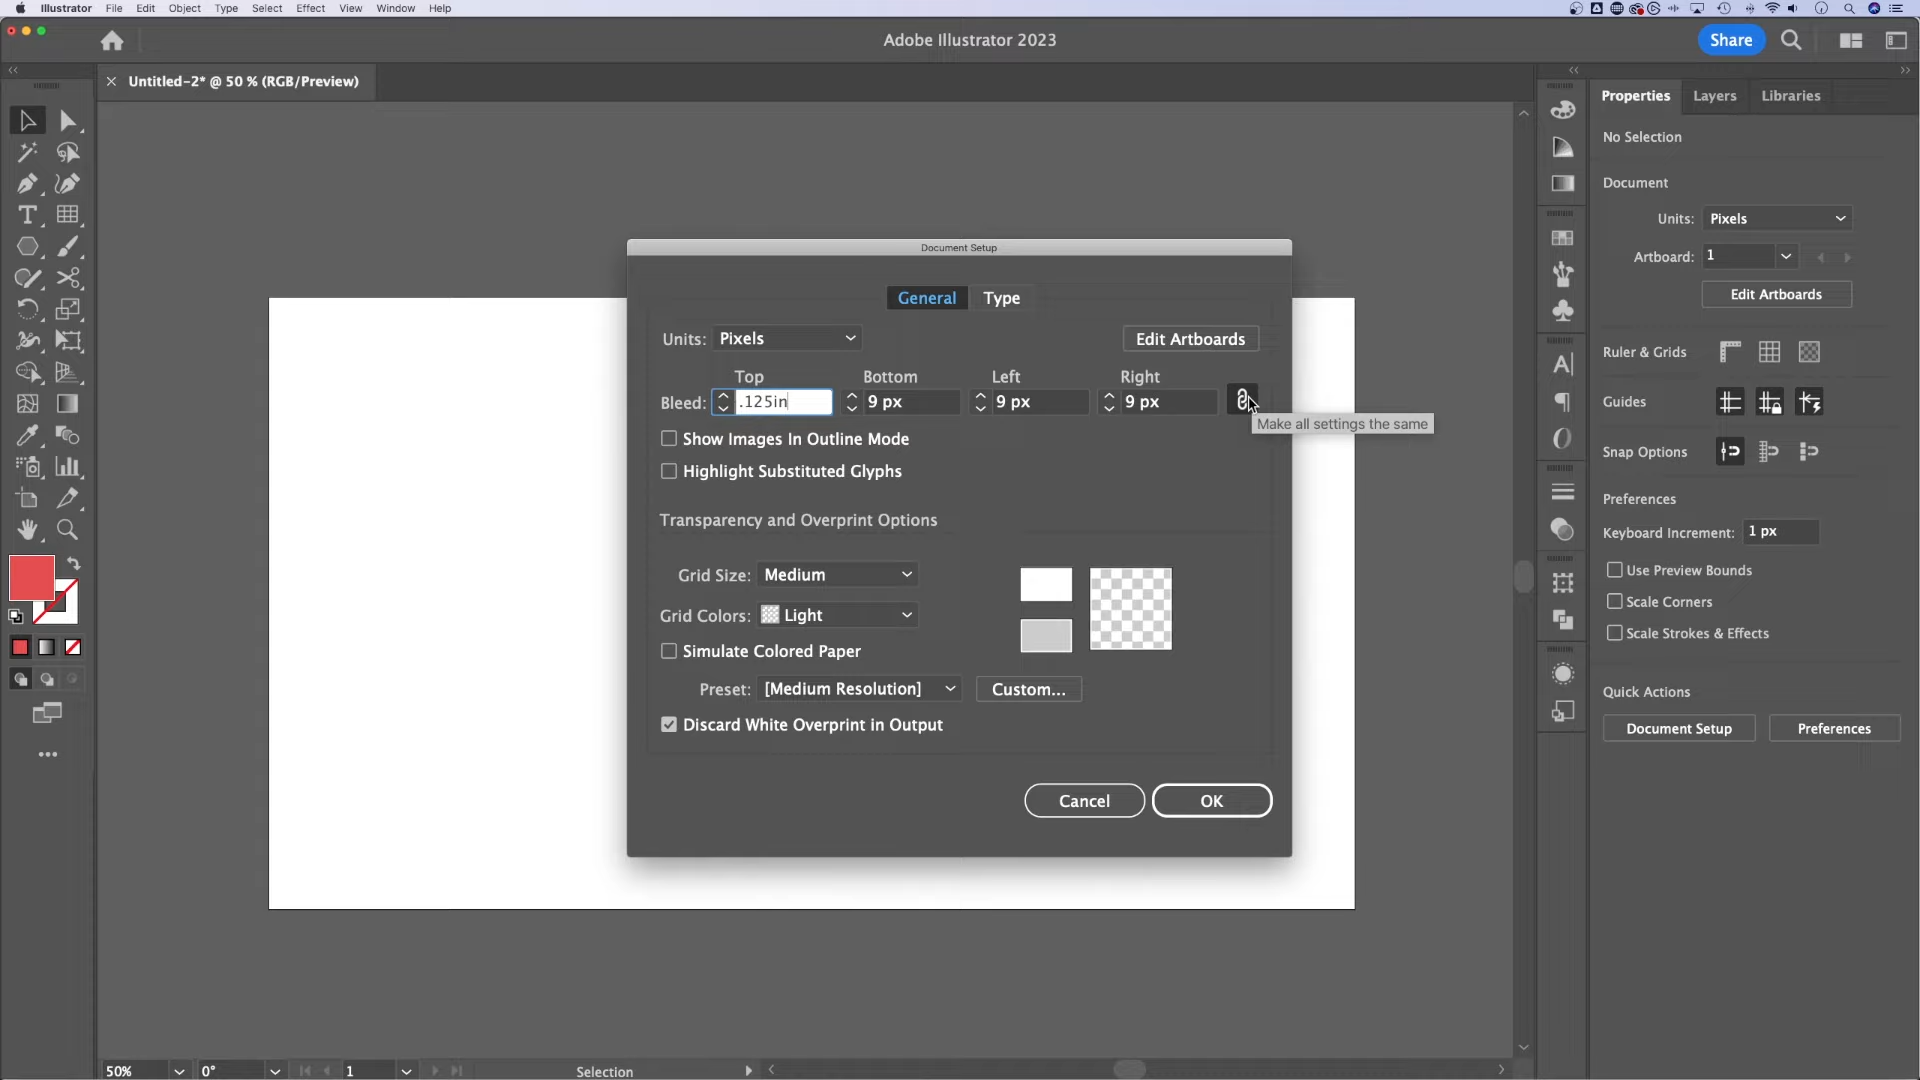 Illustrator File Edit Object Type Select Effect View Window Help
Adobe Illustrator 2023
Share
Untitled-2* @ 50 % (RGB/Preview)
Properties Layers Libraries
No Selection
Document
Units: Pixels
Artboard: 1
Edit Artboards
Ruler & Grids
Guides
Snap Options
Preferences
Keyboard Increment: 1 px
Use Preview Bounds
Scale Corners
Scale Strokes & Effects
Quick Actions
Document Setup Preferences
Document Setup
General Type
Units: Pixels Edit Artboards
Top Bottom Left Right
Bleed: .125in 9 px 9 px 9 px
Make all settings the same
Show Images In Outline Mode
Highlight Substituted Glyphs
Transparency and Overprint Options
Grid Size: Medium
Grid Colors: Light
Simulate Colored Paper
Preset: [Medium Resolution] Custom...
Discard White Overprint in Output
Cancel OK
50% 0° 1 Selection